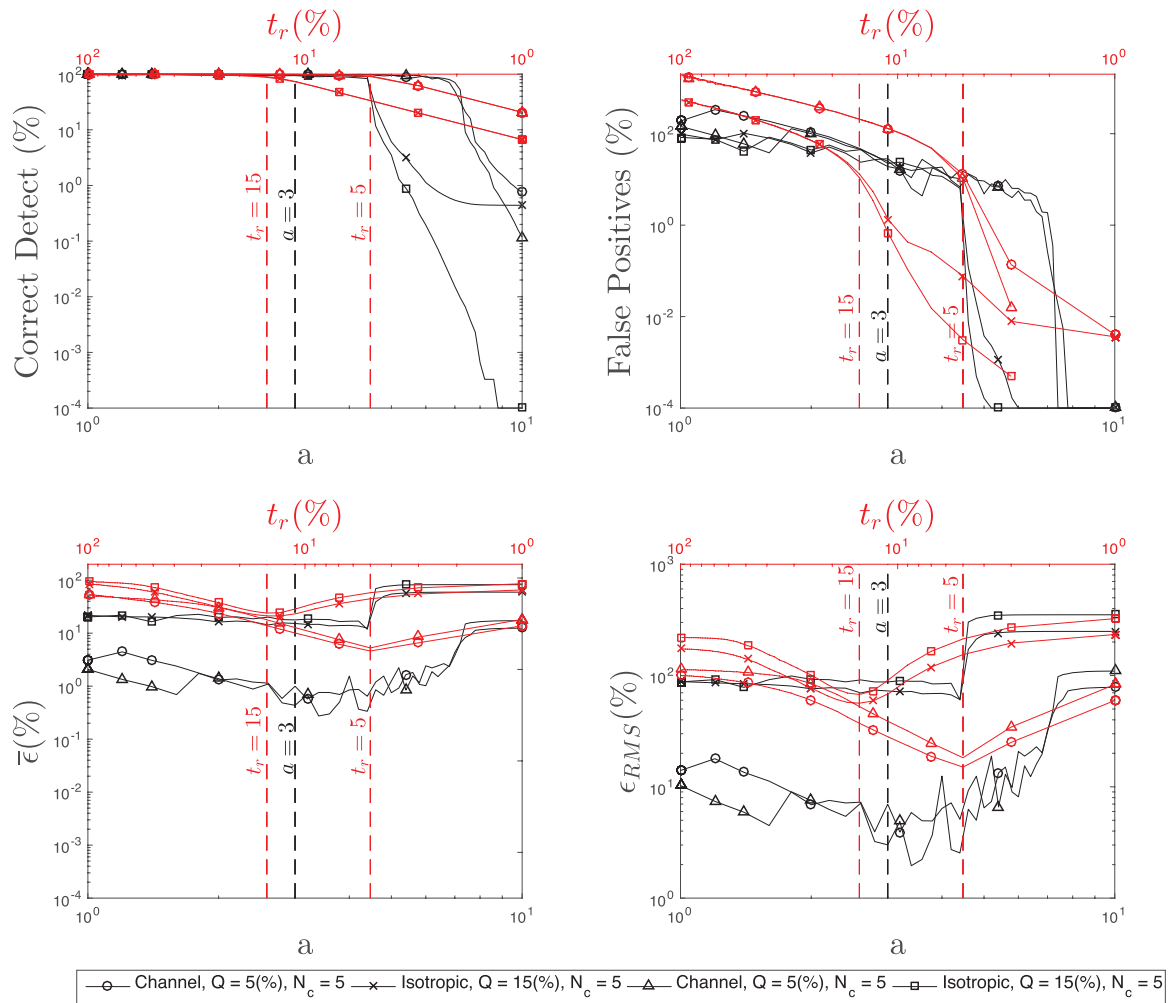 t_r(%)
10^2 10^1 10^0
Correct Detect (%)
10^2
10^1
10^0
10^-1
10^-2
10^-3
10^-4
t_r = 15
a = 3
t_r = 5
10^0 10^1
a
t_r(%)
10^2 10^1 10^0
False Positives (%)
10^2
10^0
10^-2
10^-4
t_r = 15
a = 3
t_r = 5
10^0 10^1
a
t_r(%)
10^2 10^1 10^0
ϵ̅(%)
10^2
10^1
10^0
10^-1
10^-2
10^-3
10^-4
t_r = 15
a = 3
t_r = 5
10^0 10^1
a
t_r(%)
10^2 10^1 10^0
ϵ_RMS(%)
10^3
10^2
10^1
10^0
t_r = 15
a = 3
t_r = 5
10^0 10^1
a
Channel, Q = 5(%), N_c = 5 Isotropic, Q = 15(%), N_c = 5 Channel, Q = 5(%), N_c = 5 Isotropic, Q = 15(%), N_c = 5